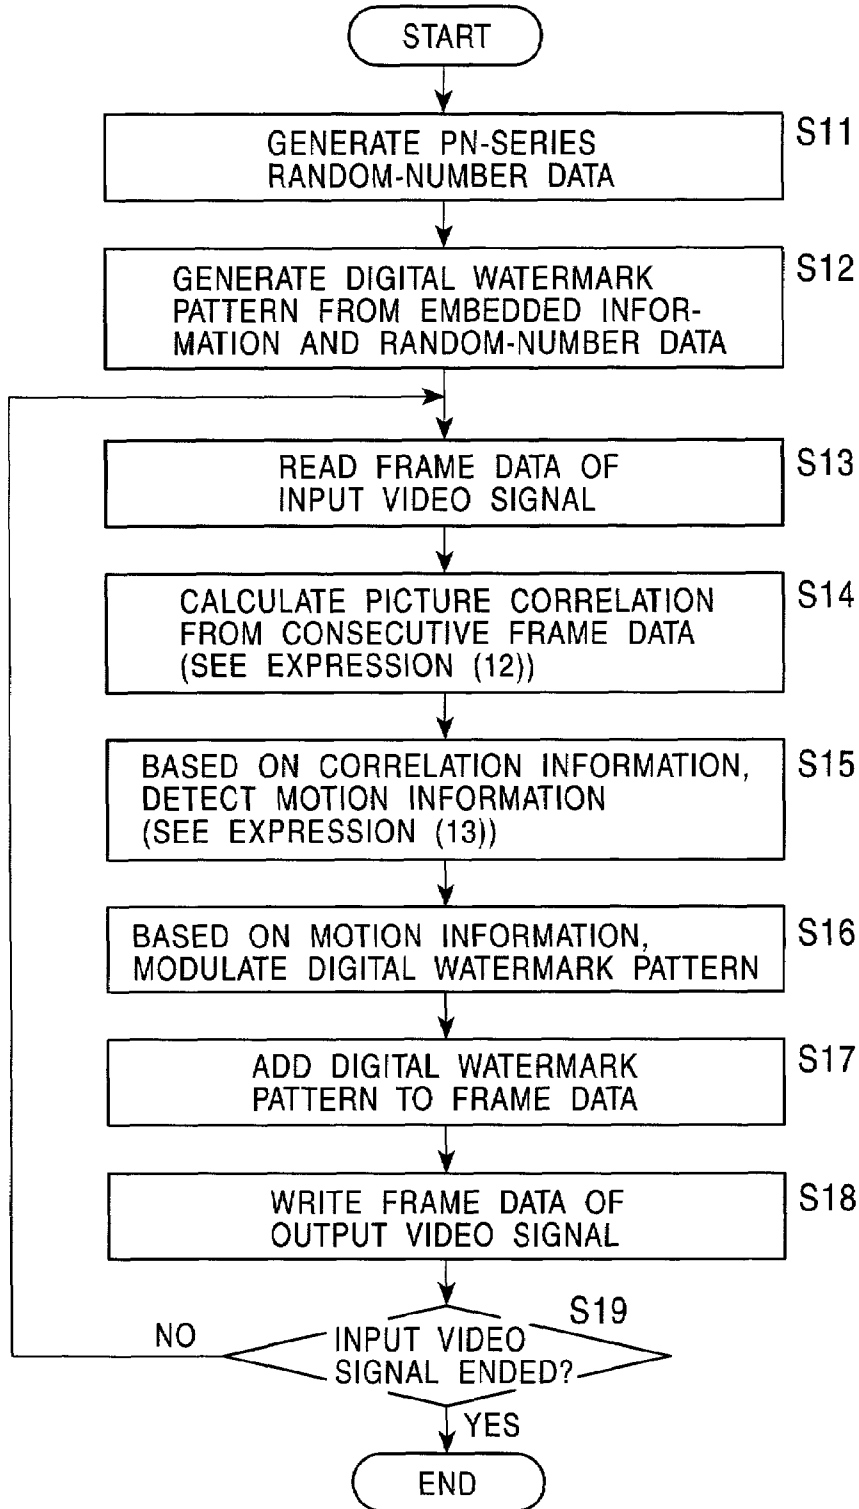 START
S11
GENERATE PN-SERIES
RANDOM-NUMBER DATA
S12
GENERATE DIGITAL WATERMARK
PATTERN FROM EMBEDDED INFOR-
MATION AND RANDOM-NUMBER DATA
S13
READ FRAME DATA OF
INPUT VIDEO SIGNAL
S14
CALCULATE PICTURE CORRELATION
FROM CONSECUTIVE FRAME DATA
(SEE EXPRESSION (12))
S15
BASED ON CORRELATION INFORMATION,
DETECT MOTION INFORMATION
(SEE EXPRESSION (13))
S16
BASED ON MOTION INFORMATION,
MODULATE DIGITAL WATERMARK PATTERN
S17
ADD DIGITAL WATERMARK
PATTERN TO FRAME DATA
S18
WRITE FRAME DATA OF
OUTPUT VIDEO SIGNAL
S19
NO
INPUT VIDEO
SIGNAL ENDED?
YES
END